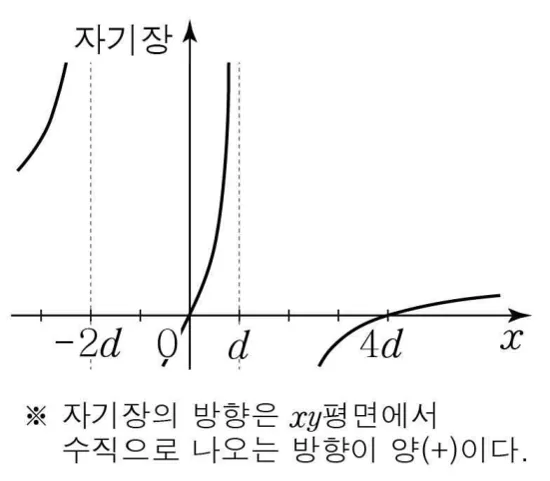 자기장
-2d 0 d 4d x
※ 자기장의 방향은 xy평면에서
수직으로 나오는 방향이 양(+)이다.